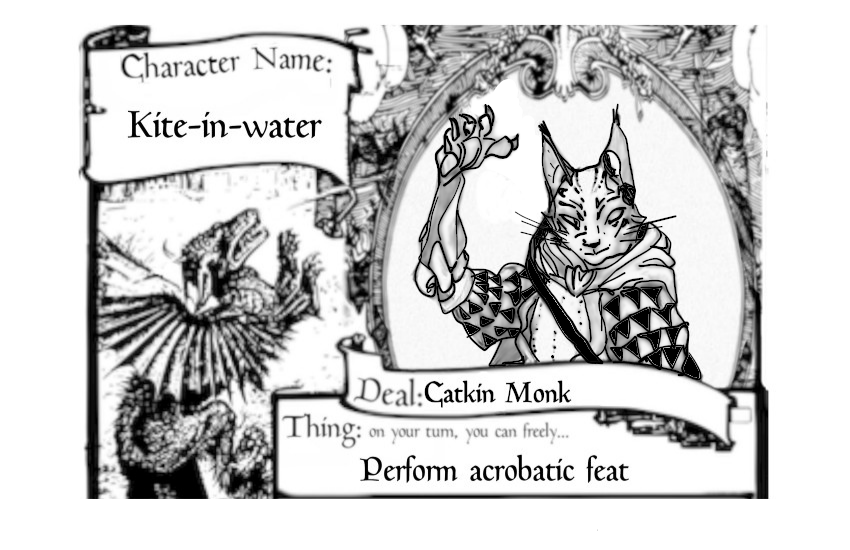 Character Name:
Kite-in-water
Deal:Catkin Monk
Thing: on your turn, you can freely...
Perform acrobatic feat